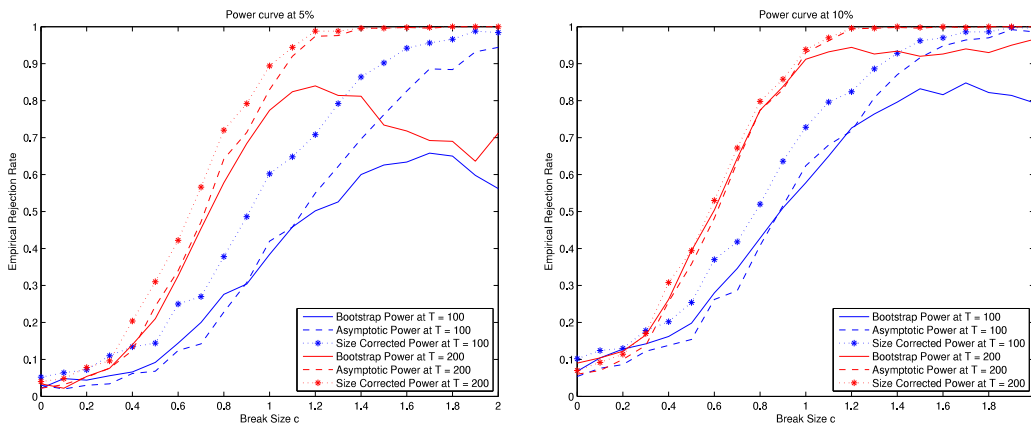 Power curve at 5%
Empirical Rejection Rate
1
0.9
0.8
0.7
0.6
0.5
0.4
0.3
0.2
0.1
0
0 0.2 0.4 0.6 0.8 1 1.2 1.4 1.6 1.8 2
Break Size c
Bootstrap Power at T = 100
Asymptotic Power at T = 100
Size Corrected Power at T = 100
Bootstrap Power at T = 200
Asymptotic Power at T = 200
Size Corrected Power at T = 200
Power curve at 10%
Empirical Rejection Rate
1
0.9
0.8
0.7
0.6
0.5
0.4
0.3
0.2
0.1
0
0 0.2 0.4 0.6 0.8 1 1.2 1.4 1.6 1.8
Break Size c
Bootstrap Power at T = 100
Asymptotic Power at T = 100
Size Corrected Power at T = 100
Bootstrap Power at T = 200
Asymptotic Power at T = 200
Size Corrected Power at T = 200